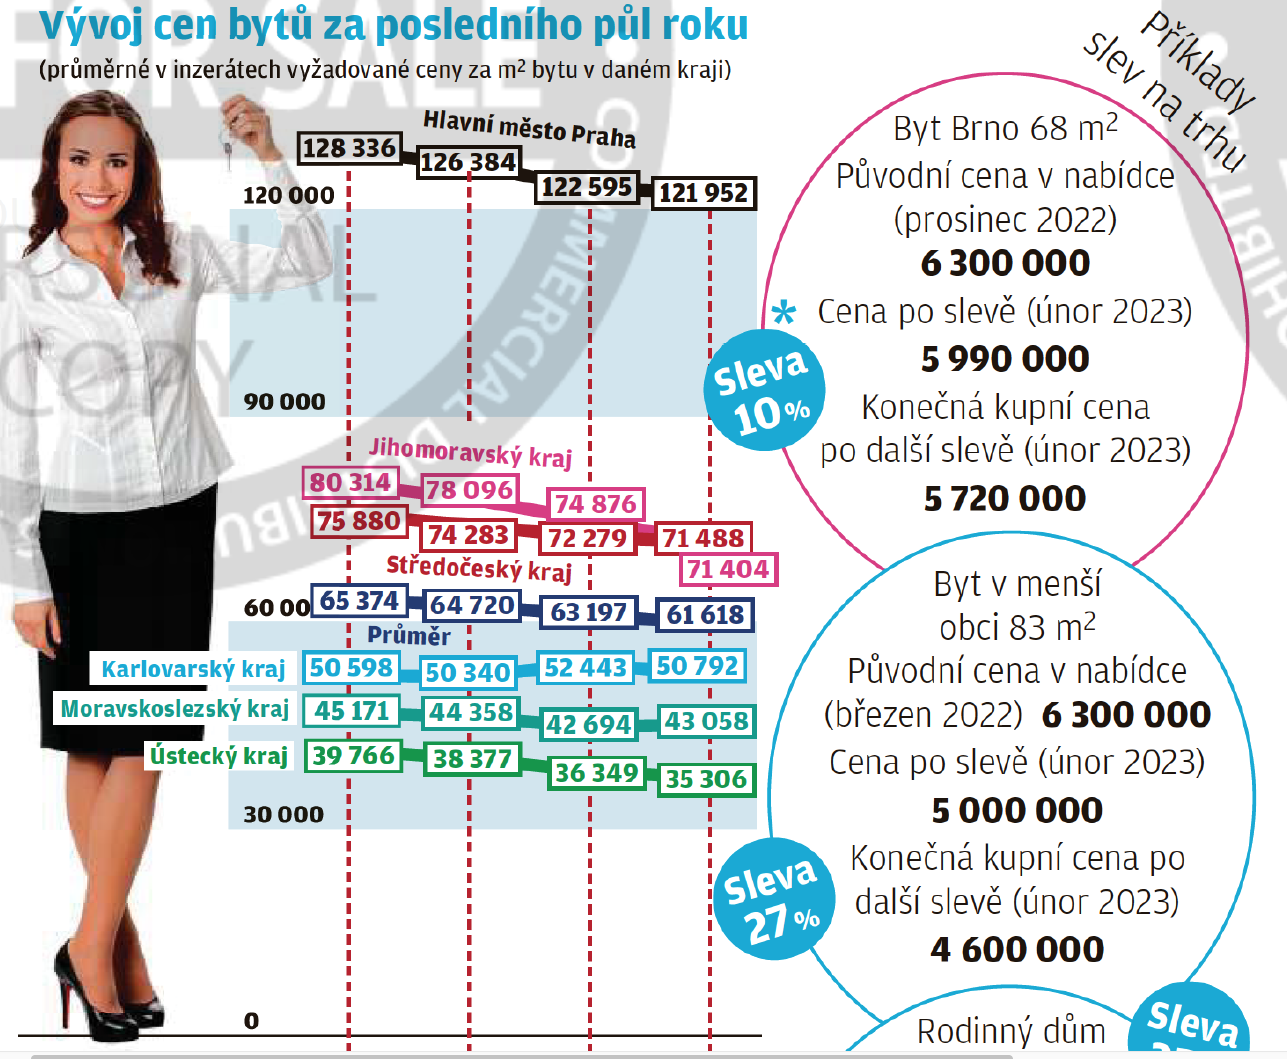 Vývoj cen bytů za posledního půl roku
(průměrné v inzerátech vyžadované ceny za m² bytu v daném kraji)
FOR SALE
PERSONAL
COPY
COMMERCIAL
Hlavní město Praha
128 336
126 384
122 595
121 952
120 000
90 000
Jihomoravský kraj
80 314
78 096
74 876
71 404
75 880
74 283
72 279
71 488
Středočeský kraj
60 00
65 374
64 720
63 197
61 618
Průměr
Karlovarský kraj
50 598
50 340
52 443
50 792
Moravskoslezský kraj
45 171
44 358
42 694
43 058
Ústecký kraj
39 766
38 377
36 349
35 306
30 000
0
Příklady
slev na trhu
Byt Brno 68 m²
Původní cena v nabídce
(prosinec 2022)
6 300 000
* Cena po slevě (únor 2023)
5 990 000
Sleva
10 %
Konečná kupní cena
po další slevě (únor 2023)
5 720 000
Byt v menší
obci 83 m²
Původní cena v nabídce
(březen 2022) 6 300 000
Cena po slevě (únor 2023)
5 000 000
Sleva
27 %
Konečná kupní cena po
další slevě (únor 2023)
4 600 000
Rodinný dům
Sleva